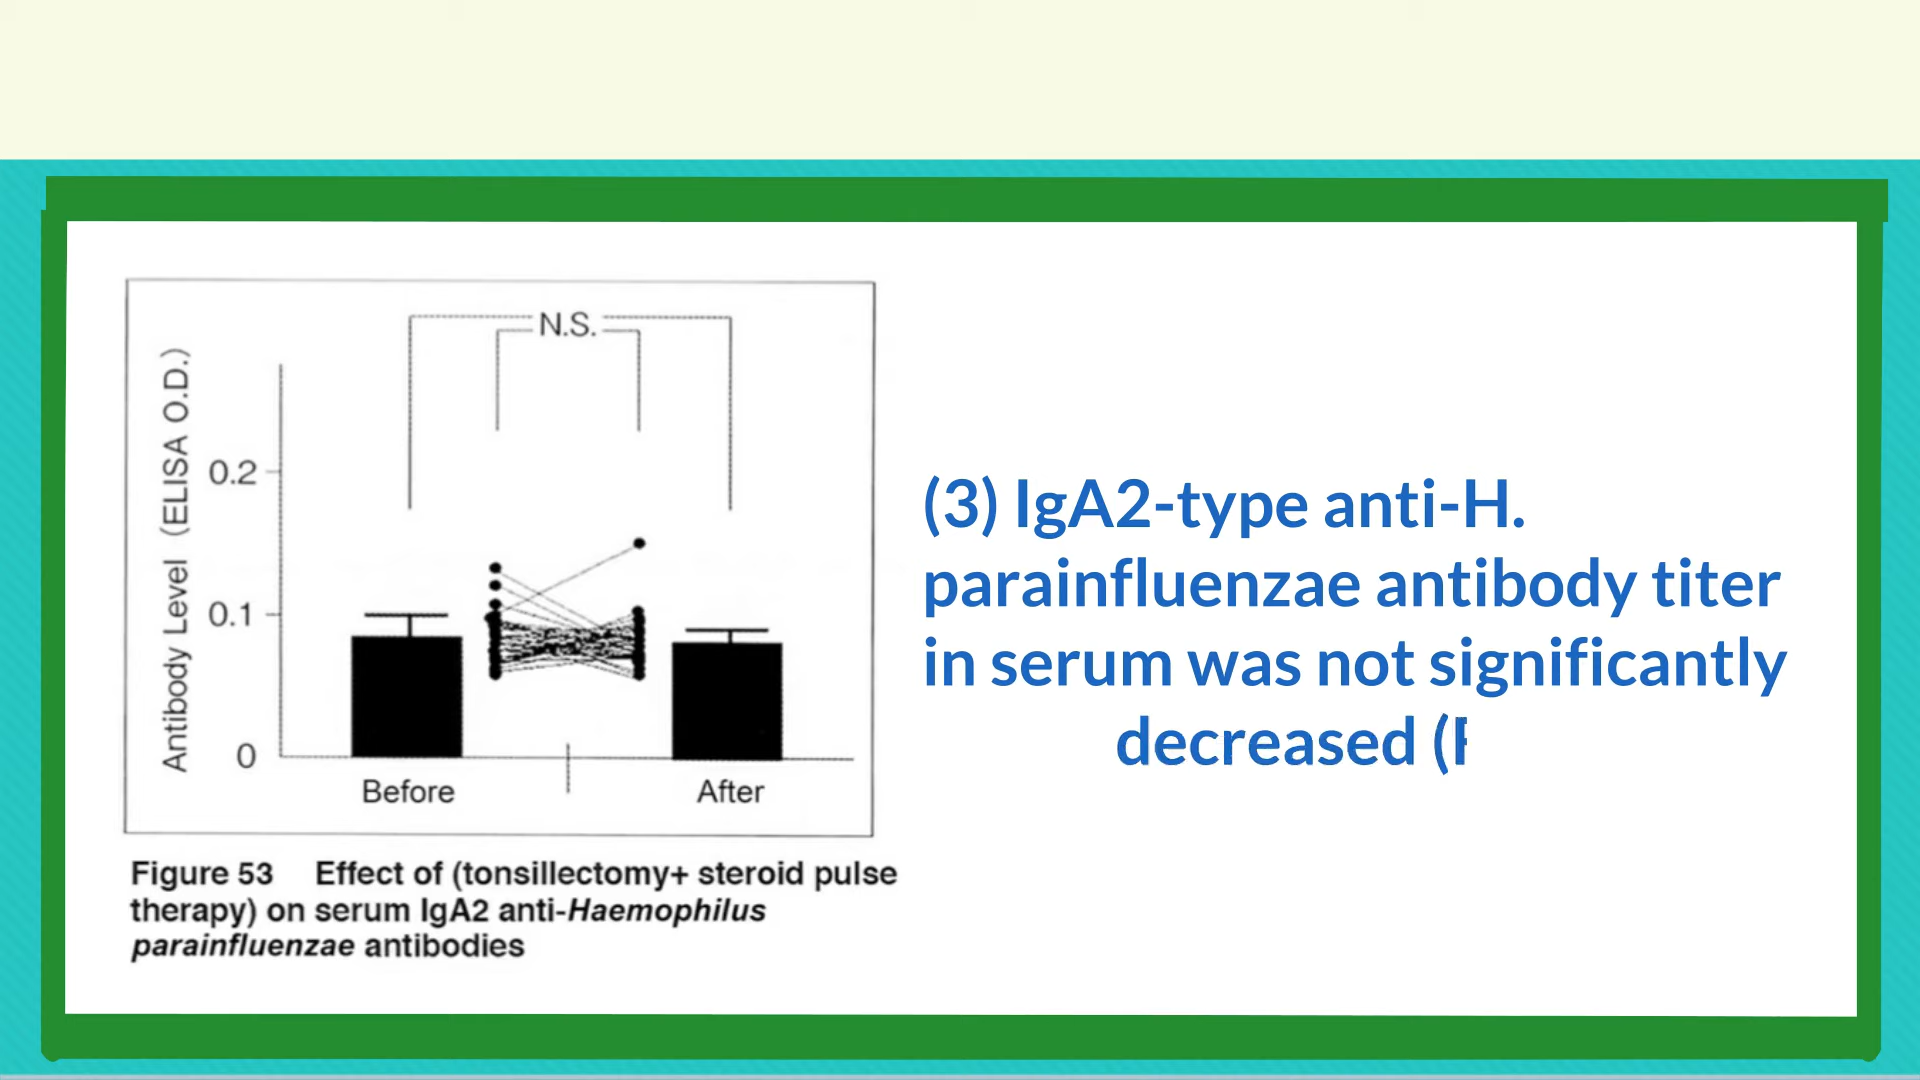 N.S.
Antibody Level (ELISA O.D.)
0.2
0.1
0
Before
After
Figure 53 Effect of (tonsillectomy+ steroid pulse
therapy) on serum IgA2 anti-Haemophilus
parainfluenzae antibodies
(3) IgA2-type anti-H.
parainfluenzae antibody titer
in serum was not significantly
decreased (